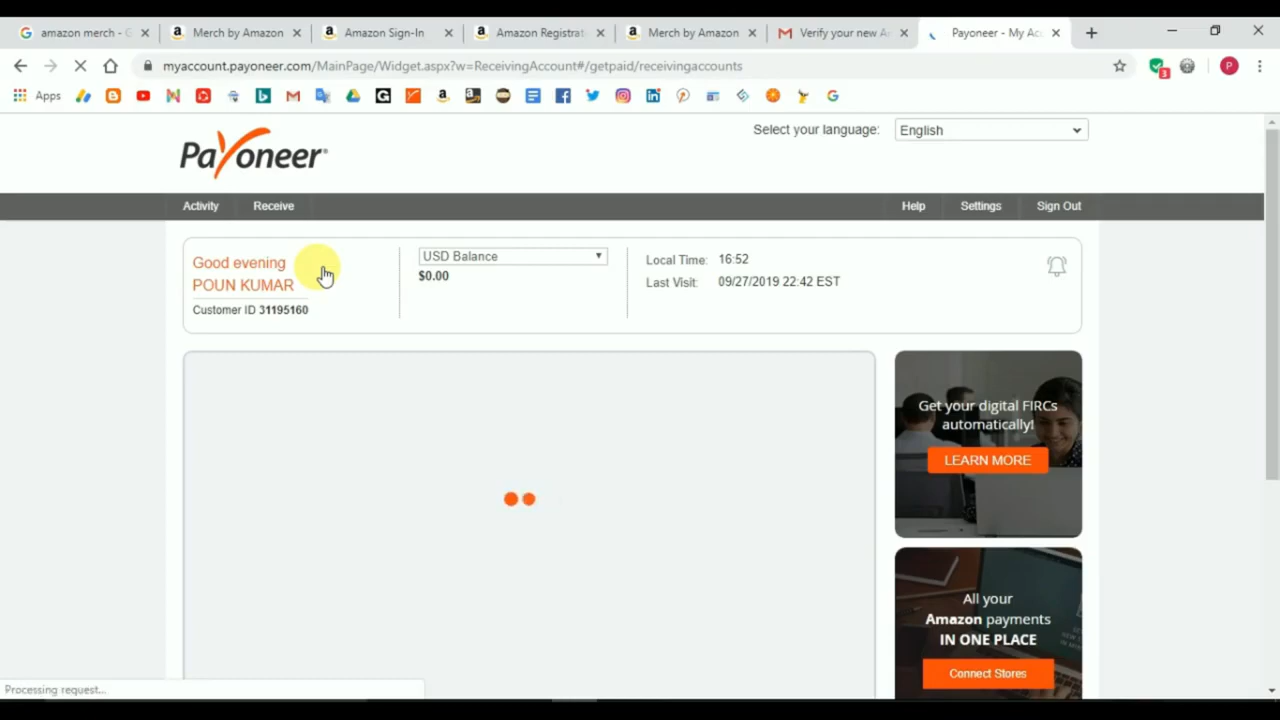 amazon merch - G
Merch by Amazon
Amazon Sign-In
Amazon Registrat
Merch by Amazon
Verify your new A
Payoneer - My Acc
myaccount.payoneer.com/MainPage/Widget.aspx?w=ReceivingAccount#/getpaid/receivingaccounts
3
P
Apps
Payoneer
Select your language:
English
Activity
Receive
Help
Settings
Sign Out
Good evening
POUN KUMAR
Customer ID 31195160
USD Balance
$0.00
Local Time: 16:52
Last Visit: 09/27/2019 22:42 EST
Get your digital FIRCs
automatically!
LEARN MORE
All your
Amazon payments
IN ONE PLACE
Connect Stores
Processing request...